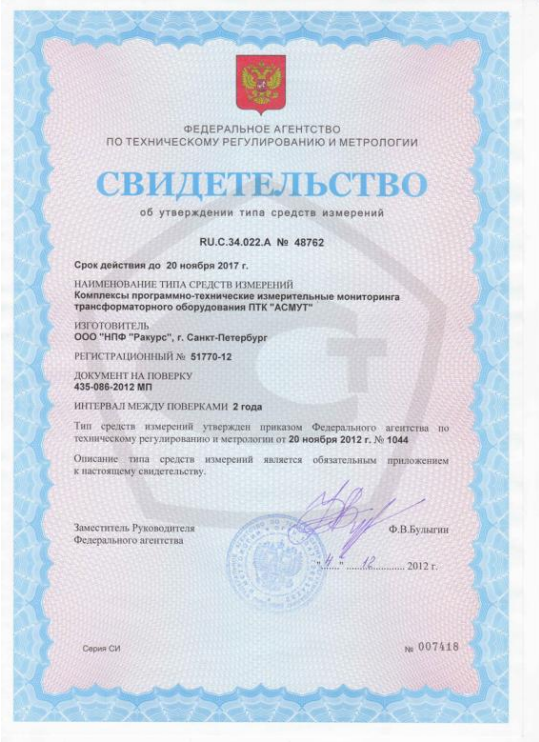 ФЕДЕРАЛЬНОЕ АГЕНТСТВО
ПО ТЕХНИЧЕСКОМУ РЕГУЛИРОВАНИЮ И МЕТРОЛОГИИ
СВИДЕТЕЛЬСТВО
об утверждении типа средств измерений
RU.C.34.022.A № 48762
Срок действия до 20 ноября 2017 г.
НАИМЕНОВАНИЕ ТИПА СРЕДСТВ ИЗМЕРЕНИЙ
Комплексы программно-технические измерительные мониторинга
трансформаторного оборудования ПТК "АСМУТ"
ИЗГОТОВИТЕЛЬ
ООО "НПФ "Ракурс", г. Санкт-Петербург
РЕГИСТРАЦИОННЫЙ № 51770-12
ДОКУМЕНТ НА ПОВЕРКУ
435-086-2012 МП
ИНТЕРВАЛ МЕЖДУ ПОВЕРКАМИ 2 года
Тип средств измерений утвержден приказом Федерального агентства по
техническому регулированию и метрологии от 20 ноября 2012 г. № 1044
Описание типа средств измерений является обязательным приложением
к настоящему свидетельству.
Заместитель Руководителя
Федерального агентства
Ф.В.Булыгин
"4" 12 2012 г.
Серия СИ
№ 007418